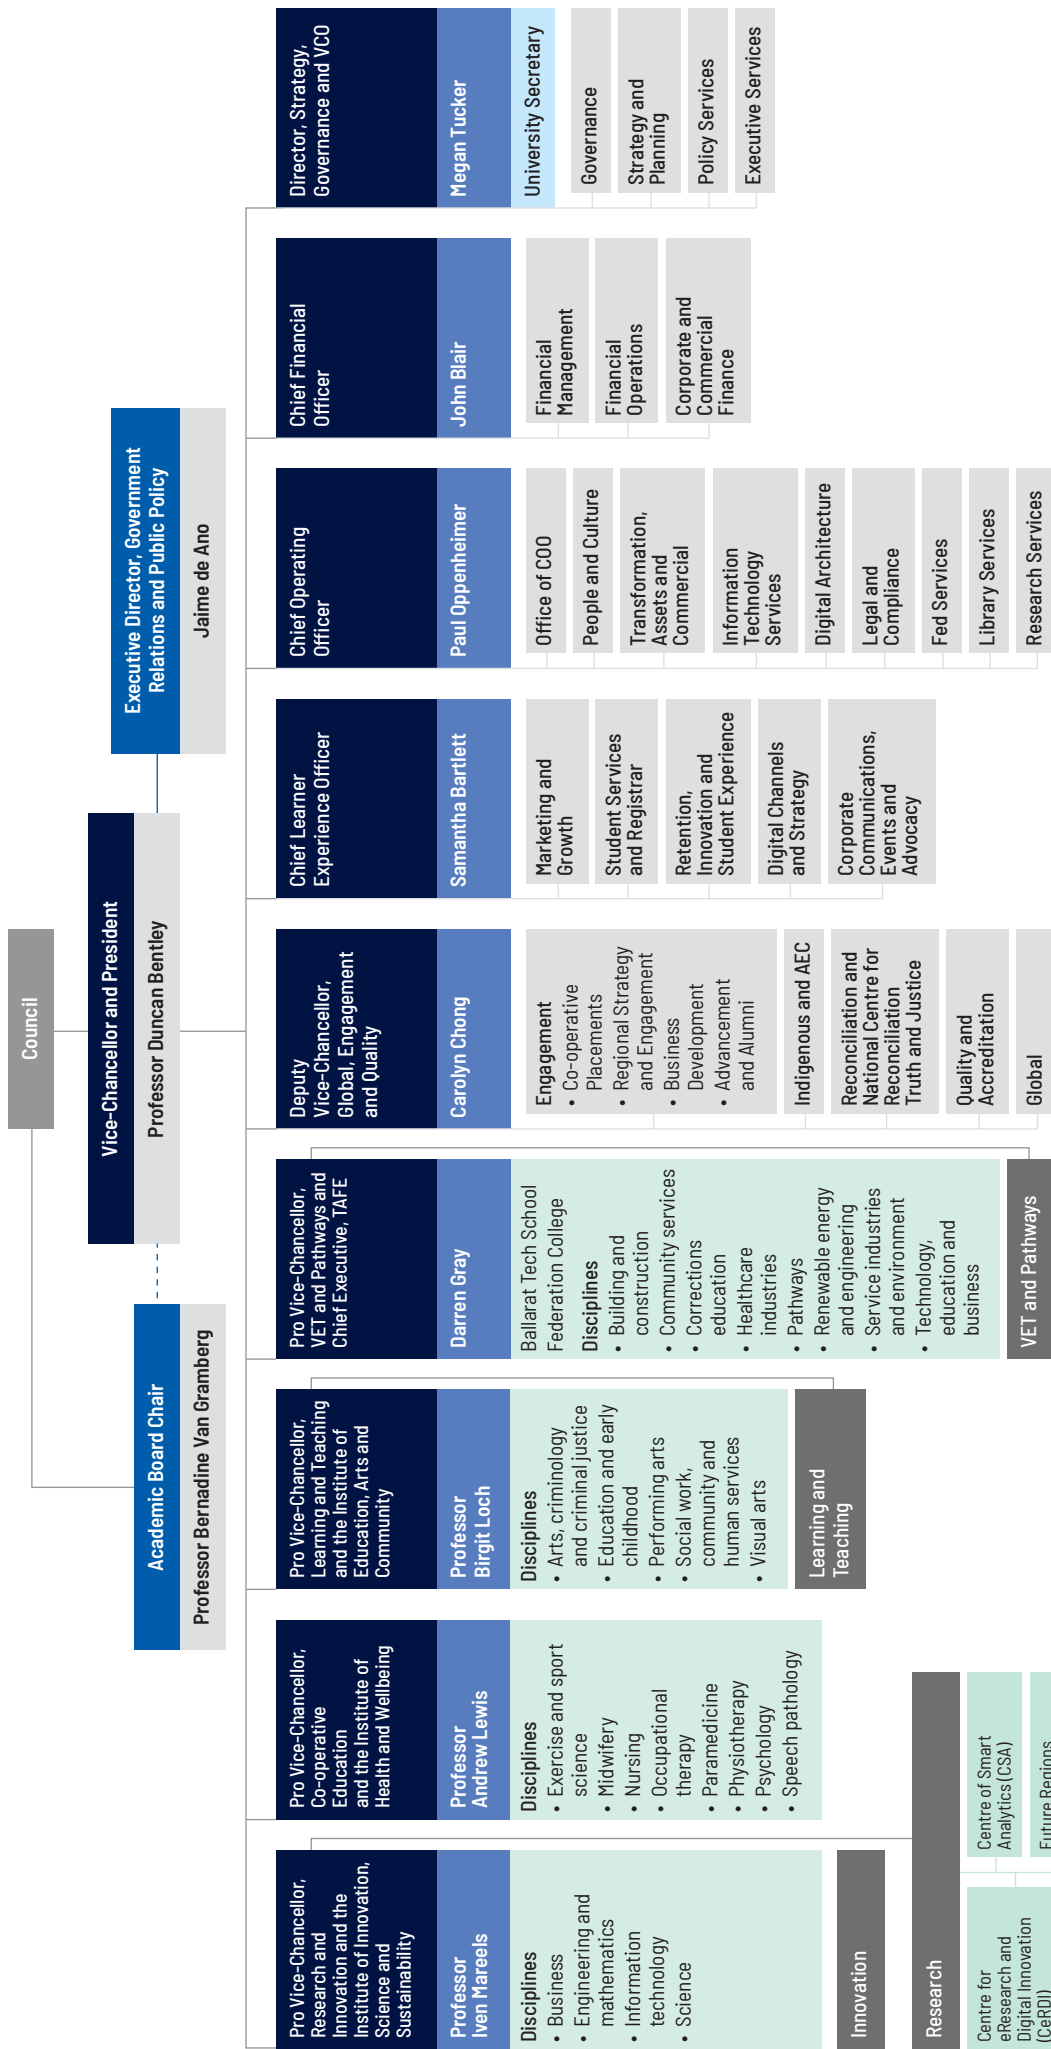 Council
Vice-Chancellor and President
Professor Duncan Bentley
Executive Director, Government
Relations and Public Policy
Jaime de Ano
Academic Board Chair
Professor Bernadine Van Gramberg
Pro Vice-Chancellor,
Research and
Innovation and the
Institute of Innovation,
Science and
Sustainability
Professor
Iven Mareels
Disciplines
• Business
• Engineering and
mathematics
• Information
technology
• Science
Innovation
Research
Centre for
eResearch and
Digital Innovation
(CeRDI)
Centre of Smart
Analytics (CSA)
Future Regions
Pro Vice-Chancellor,
Co-operative
Education
and the Institute of
Health and Wellbeing
Professor
Andrew Lewis
Disciplines
• Exercise and sport
science
• Midwifery
• Nursing
• Occupational
therapy
• Paramedicine
• Physiotherapy
• Psychology
• Speech pathology
Pro Vice-Chancellor,
Learning and Teaching
and the Institute of
Education, Arts and
Community
Professor
Birgit Loch
Disciplines
• Arts, criminology
and criminal justice
• Education and early
childhood
• Performing arts
• Social work,
community and
human services
• Visual arts
Learning and
Teaching
Pro Vice-Chancellor,
VET and Pathways and
Chief Executive, TAFE
Darren Gray
Ballarat Tech School
Federation College
Disciplines
• Building and
construction
• Community services
• Corrections
education
• Healthcare
industries
• Pathways
• Renewable energy
and engineering
• Service industries
and environment
• Technology,
education and
business
VET and Pathways
Deputy
Vice-Chancellor,
Global, Engagement
and Quality
Carolyn Chong
Engagement
• Co-operative
Placements
• Regional Strategy
and Engagement
• Business
Development
• Advancement
and Alumni
Indigenous and AEC
Reconciliation and
National Centre for
Reconciliation
Truth and Justice
Quality and
Accreditation
Global
Chief Learner
Experience Officer
Samantha Bartlett
Marketing and
Growth
Student Services
and Registrar
Retention,
Innovation and
Student Experience
Digital Channels
and Strategy
Corporate
Communications,
Events and
Advocacy
Chief Operating
Officer
Paul Oppenheimer
Office of COO
People and Culture
Transformation,
Assets and
Commercial
Information
Technology
Services
Digital Architecture
Legal and
Compliance
Fed Services
Library Services
Research Services
Chief Financial
Officer
John Blair
Financial
Management
Financial
Operations
Corporate and
Commercial
Finance
Director, Strategy,
Governance and VCO
Megan Tucker
University Secretary
Governance
Strategy and
Planning
Policy Services
Executive Services